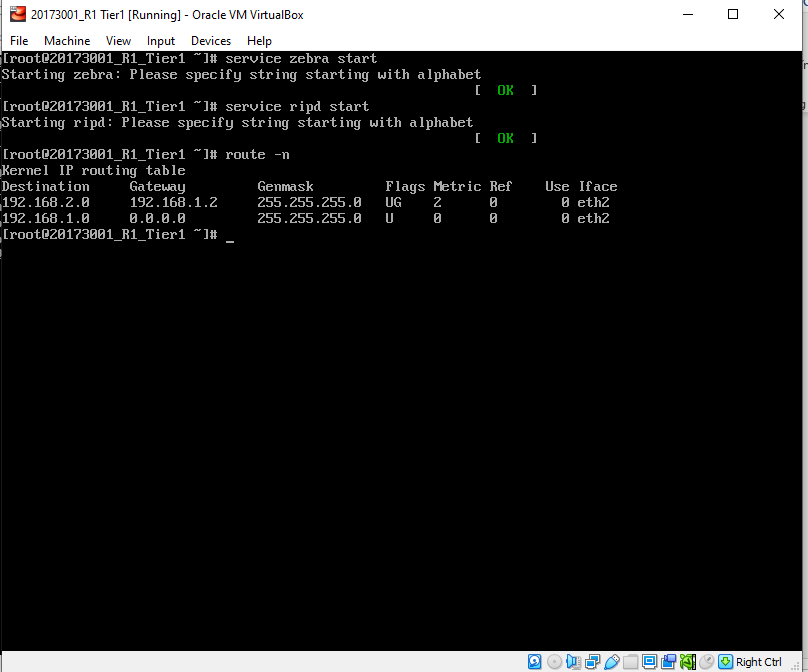 20173001_R1 Tier1 [Running] - Oracle VM VirtualBox
File Machine View Input Devices Help
[root@20173001_R1_Tier1 ~]# service zebra start
Starting zebra: Please specify string starting with alphabet
[ OK ]
[root@20173001_R1_Tier1 ~]# service ripd start
Starting ripd: Please specify string starting with alphabet
[ OK ]
[root@20173001_R1_Tier1 ~]# route -n
Kernel IP routing table
Destination Gateway Genmask Flags Metric Ref Use Iface
192.168.2.0 192.168.1.2 255.255.255.0 UG 2 0 0 eth2
192.168.1.0 0.0.0.0 255.255.255.0 U 0 0 0 eth2
[root@20173001_R1_Tier1 ~]# _
Right Ctrl